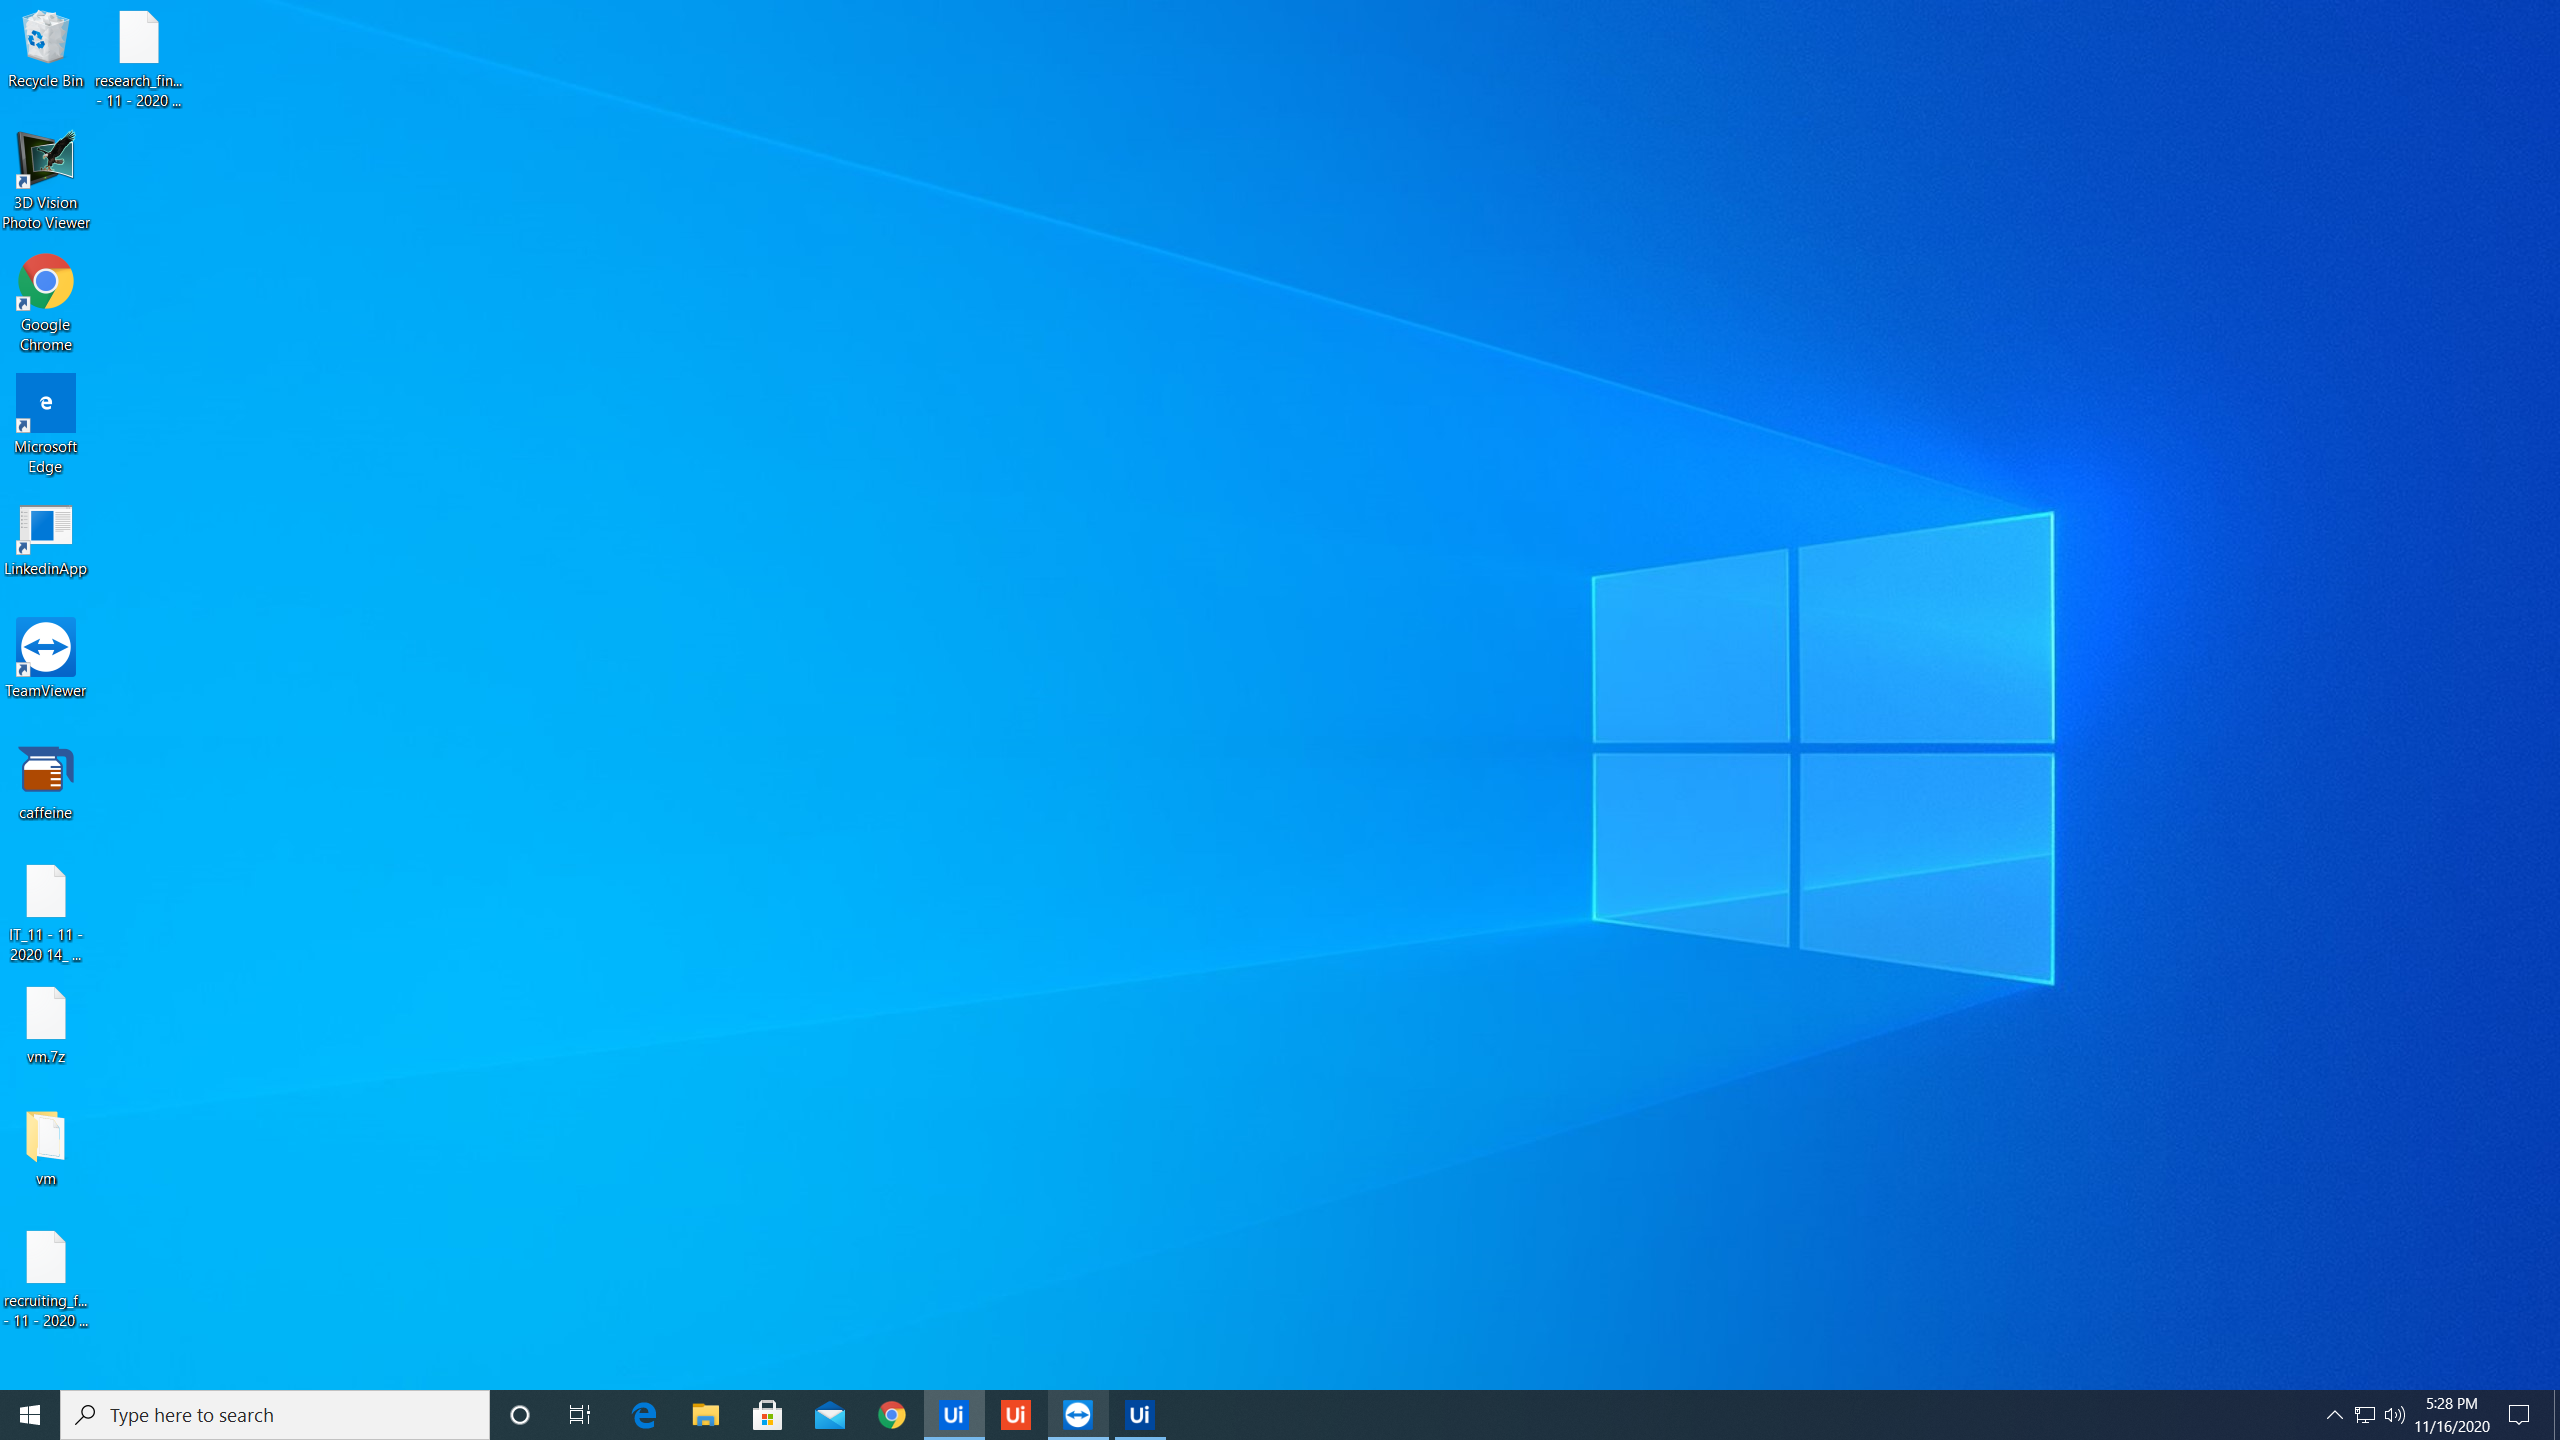 Recycle Bin
research_fin...
- 11 - 2020 ...
3D Vision
Photo Viewer
Google
Chrome
e
Microsoft
Edge
LinkedinApp
TeamViewer
caffeine
IT_11 - 11 -
2020 14_ ...
vm.7z
vm
recruiting_f...
- 11 - 2020 ...
Type here to search
Ui
Ui
Ui
5:28 PM
11/16/2020